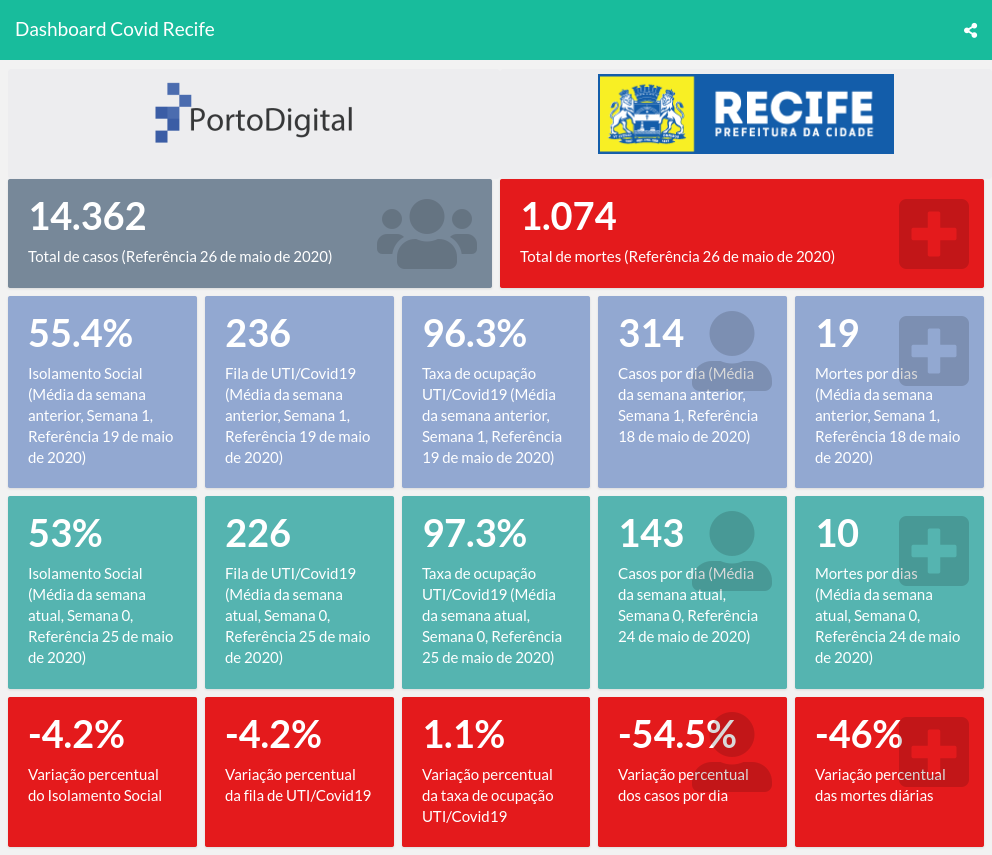 Dashboard Covid Recife
PortoDigital
RECIFE
PREFEITURA DA CIDADE
14.362
Total de casos (Referência 26 de maio de 2020)
1.074
Total de mortes (Referência 26 de maio de 2020)
55.4%
Isolamento Social
(Média da semana
anterior, Semana 1,
Referência 19 de maio
de 2020)
236
Fila de UTI/Covid19
(Média da semana
anterior, Semana 1,
Referência 19 de maio
de 2020)
96.3%
Taxa de ocupação
UTI/Covid19 (Média
da semana anterior,
Semana 1, Referência
19 de maio de 2020)
314
Casos por dia (Média
da semana anterior,
Semana 1, Referência
18 de maio de 2020)
19
Mortes por dias
(Média da semana
anterior, Semana 1,
Referência 18 de maio
de 2020)
53%
Isolamento Social
(Média da semana
atual, Semana 0,
Referência 25 de maio
de 2020)
226
Fila de UTI/Covid19
(Média da semana
atual, Semana 0,
Referência 25 de maio
de 2020)
97.3%
Taxa de ocupação
UTI/Covid19 (Média
da semana atual,
Semana 0, Referência
25 de maio de 2020)
143
Casos por dia (Média
da semana atual,
Semana 0, Referência
24 de maio de 2020)
10
Mortes por dias
(Média da semana
atual, Semana 0,
Referência 24 de maio
de 2020)
-4.2%
Variação percentual
do Isolamento Social
-4.2%
Variação percentual
da fila de UTI/Covid19
1.1%
Variação percentual
da taxa de ocupação
UTI/Covid19
-54.5%
Variação percentual
dos casos por dia
-46%
Variação percentual
das mortes diárias